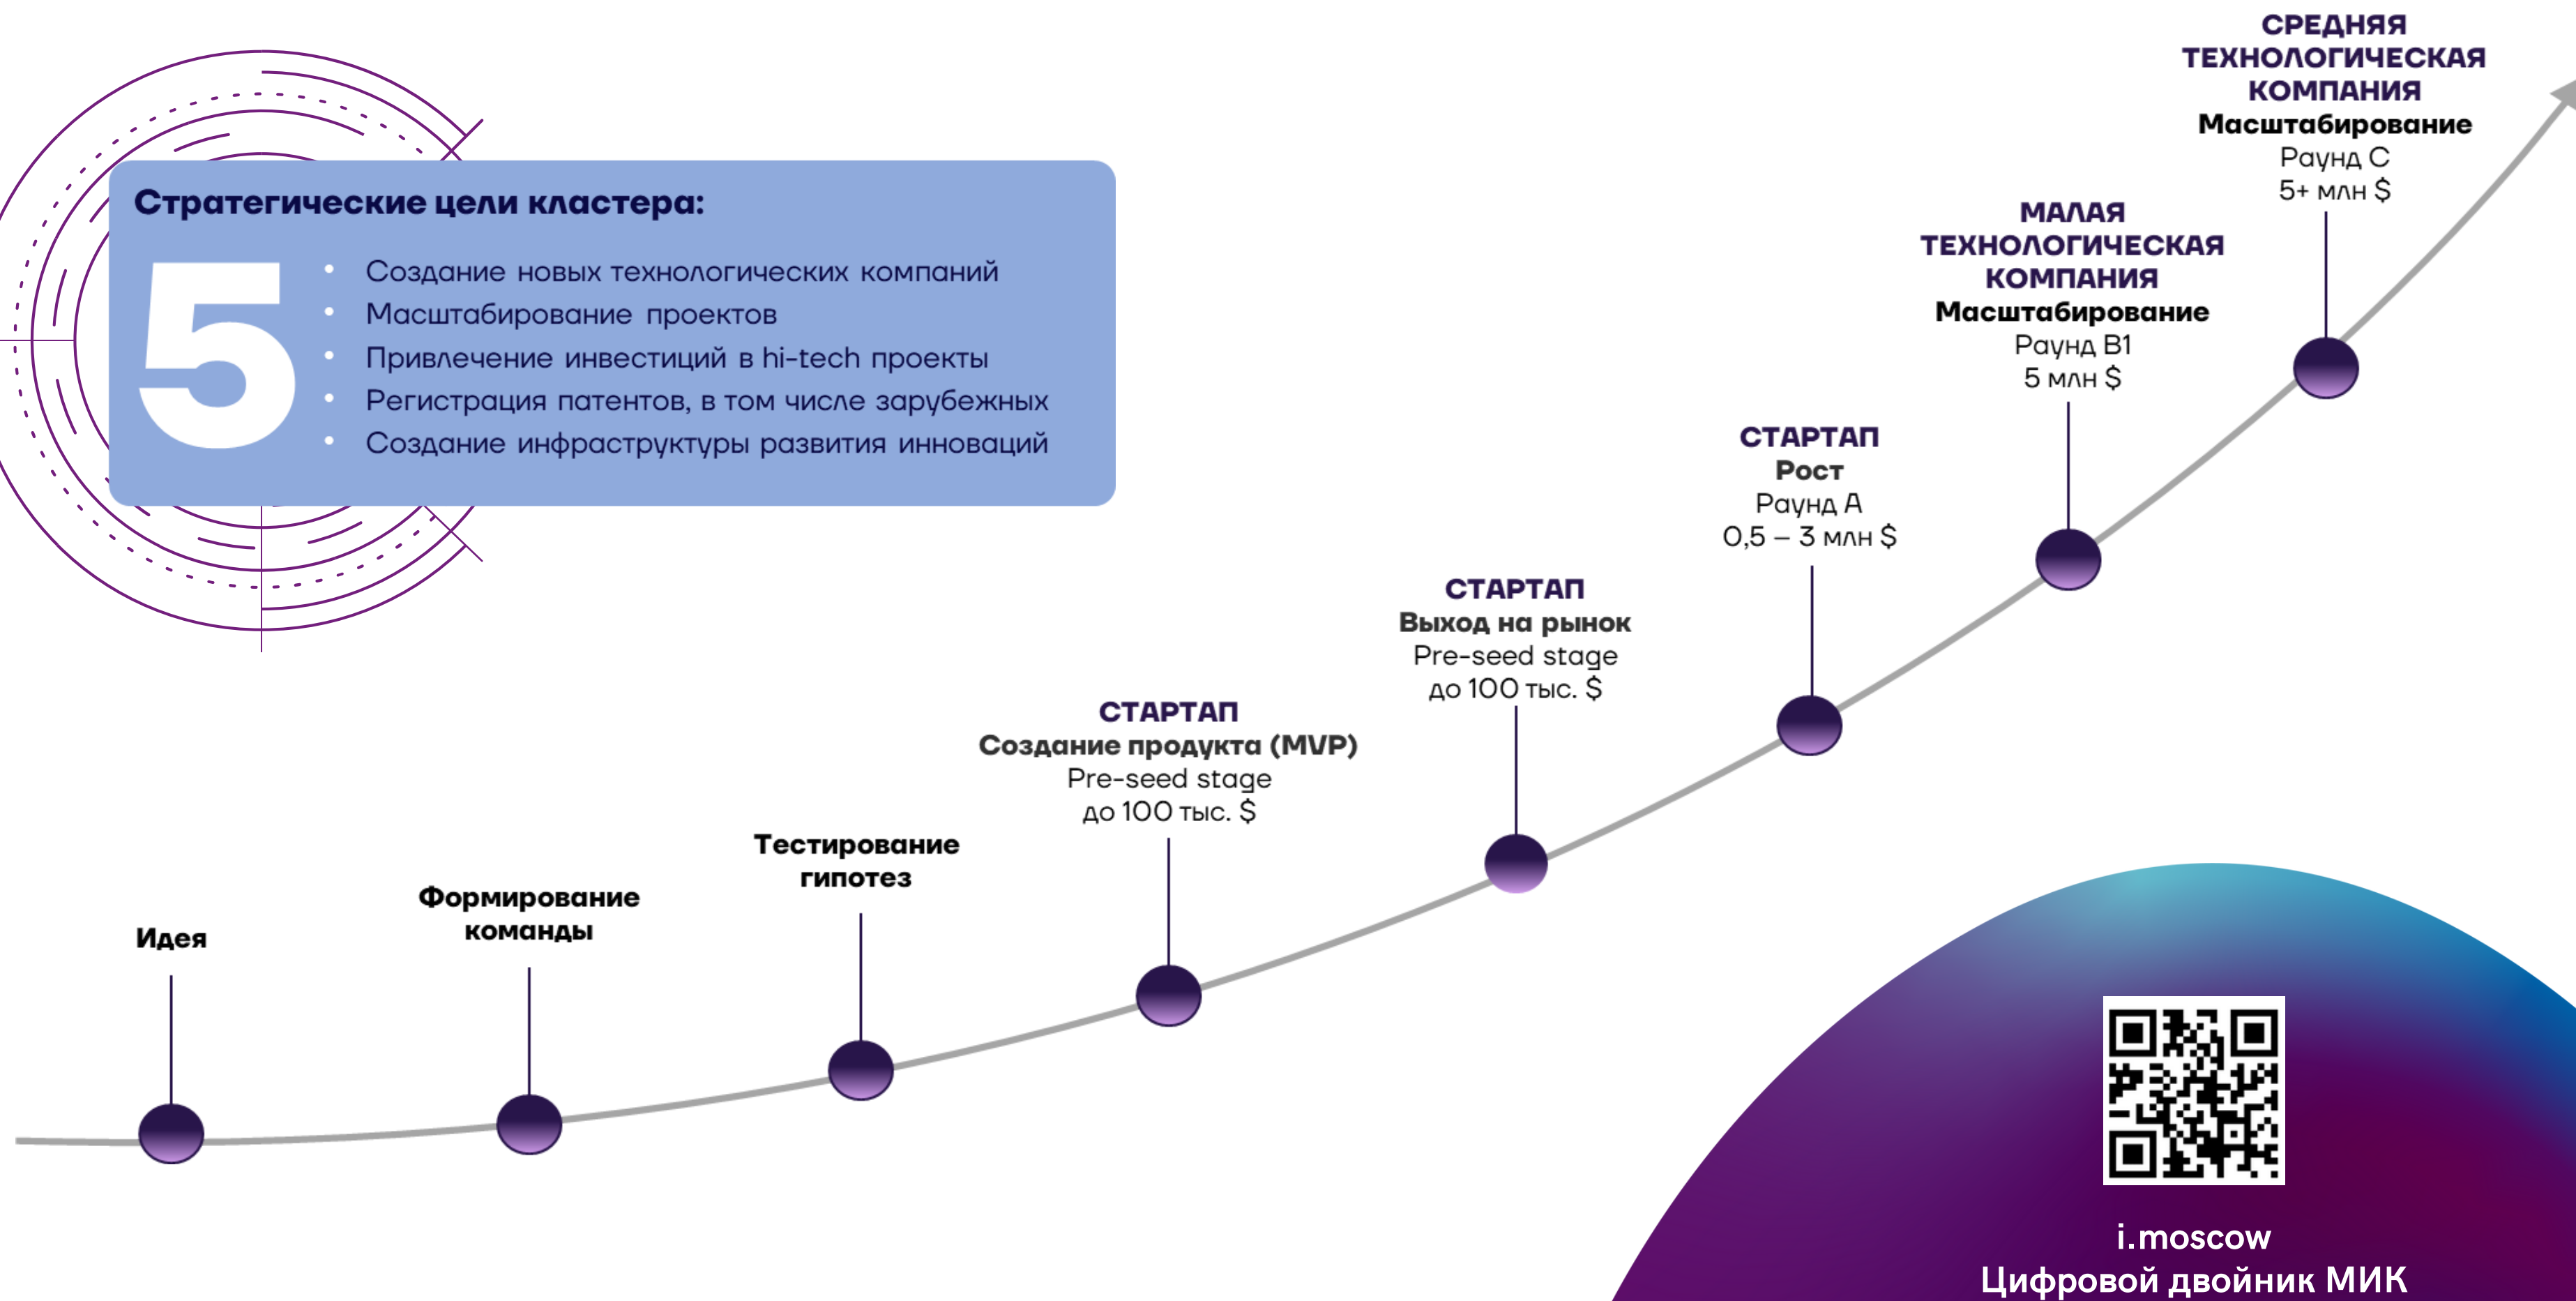 Стратегические цели кластера:
5
• Создание новых технологических компаний
• Масштабирование проектов
• Привлечение инвестиций в hi-tech проекты
• Регистрация патентов, в том числе зарубежных
• Создание инфраструктуры развития инноваций
Идея
Формирование
команды
Тестирование
гипотез
СТАРТАП
Создание продукта (MVP)
Pre-seed stage
до 100 тыс. $
СТАРТАП
Выход на рынок
Pre-seed stage
до 100 тыс. $
СТАРТАП
Рост
Раунд А
0,5 – 3 млн $
МАЛАЯ
ТЕХНОЛОГИЧЕСКАЯ
КОМПАНИЯ
Масштабирование
Раунд B1
5 млн $
СРЕДНЯЯ
ТЕХНОЛОГИЧЕСКАЯ
КОМПАНИЯ
Масштабирование
Раунд С
5+ млн $
i.moscow
Цифровой двойник МИК